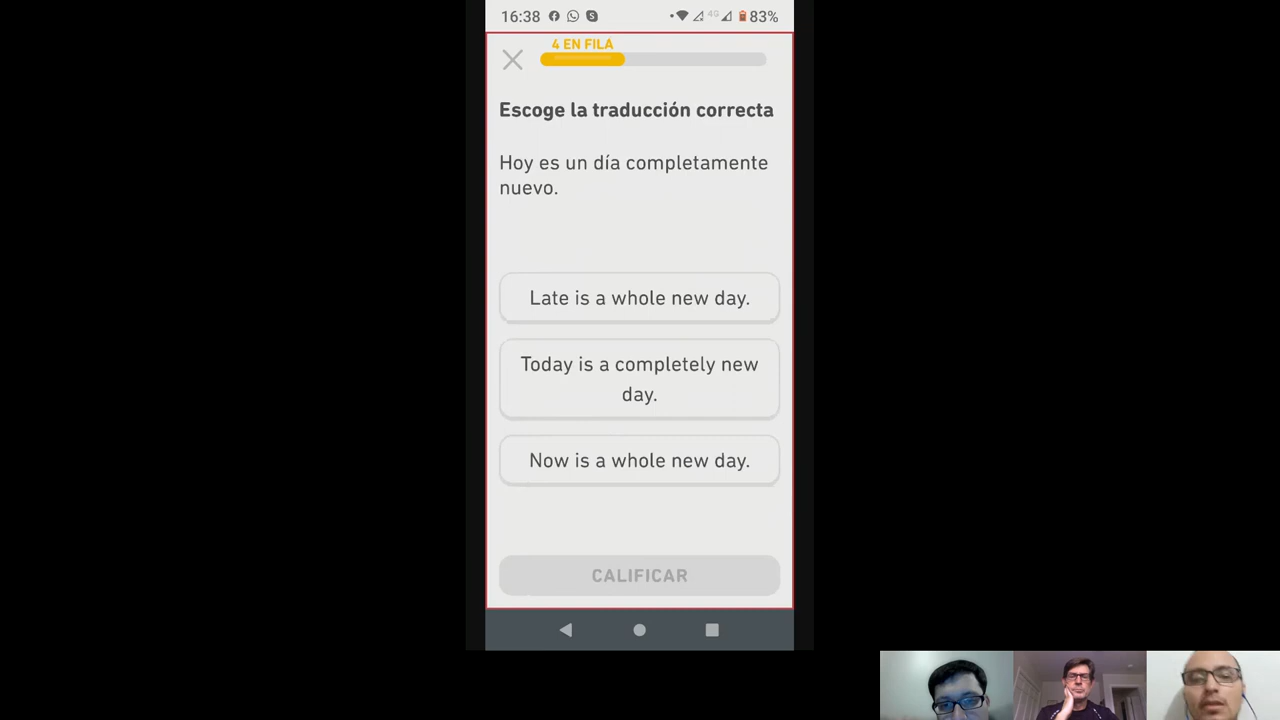 16:38 4G 83%
4 EN FILA
Escoge la traducción correcta
Hoy es un día completamente
nuevo.
Late is a whole new day.
Today is a completely new
day.
Now is a whole new day.
CALIFICAR